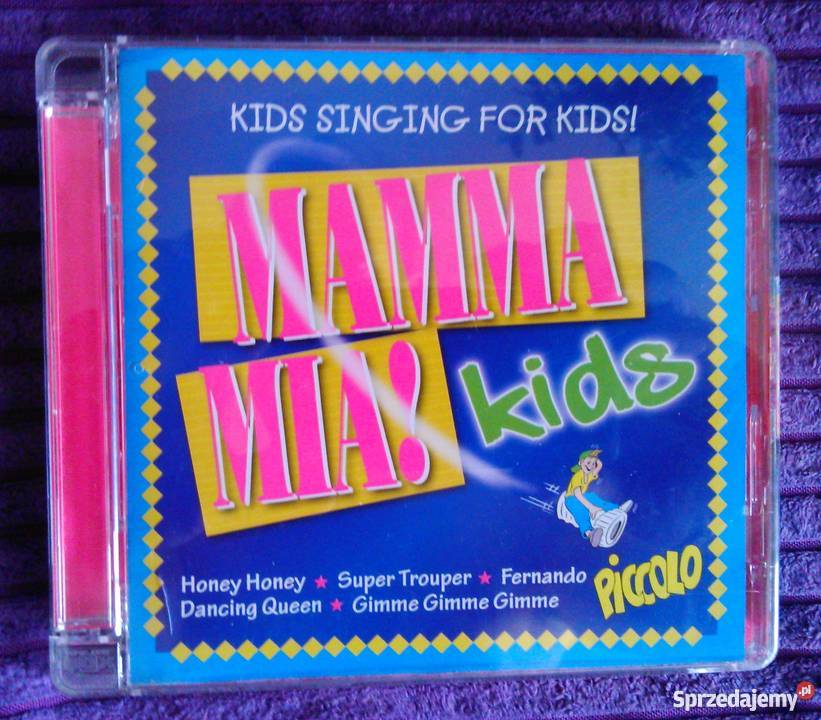 KIDS SINGING FOR KIDS!
MAMMA
MIA!
kids
Honey Honey ★ Super Trouper ★ Fernando
Dancing Queen ★ Gimme Gimme Gimme
PiCCOLO
Sprzedajemy.pl